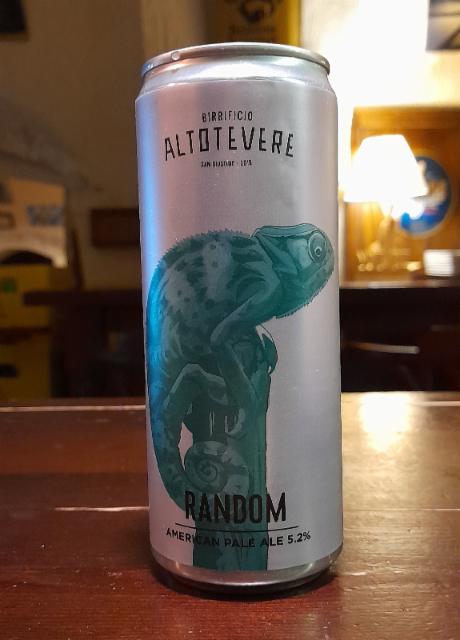 BIRRIFICIO
ALTOTEVERE
RANDOM
AMERICAN PALE ALE 5.2%